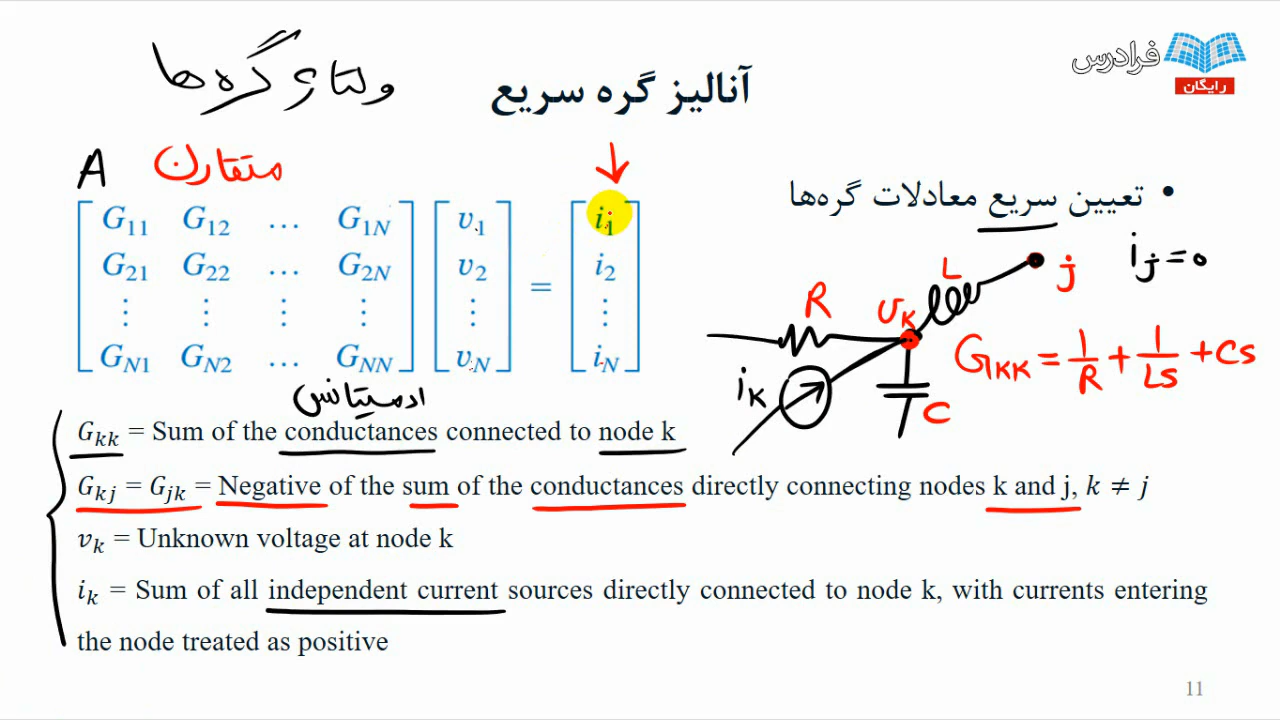 فرادرس
رایگان
آنالیز گره سریع
ولتاژ گره ها
• تعیین سریع معادلات گره‌ها
A متقارن
G11 G12 … G1N v1 i1
G21 G22 … G2N v2 = i2
⋮ ⋮ ⋮ ⋮ ⋮ ⋮
GN1 GN2 … GNN vN iN
ادمیتانس
R
L
j
ij=0
vK
iK
C
GKK = 1/R + 1/LS + CS
Gkk = Sum of the conductances connected to node k
Gkj = Gjk = Negative of the sum of the conductances directly connecting nodes k and j, k ≠ j
vk = Unknown voltage at node k
ik = Sum of all independent current sources directly connected to node k, with currents entering
the node treated as positive
11